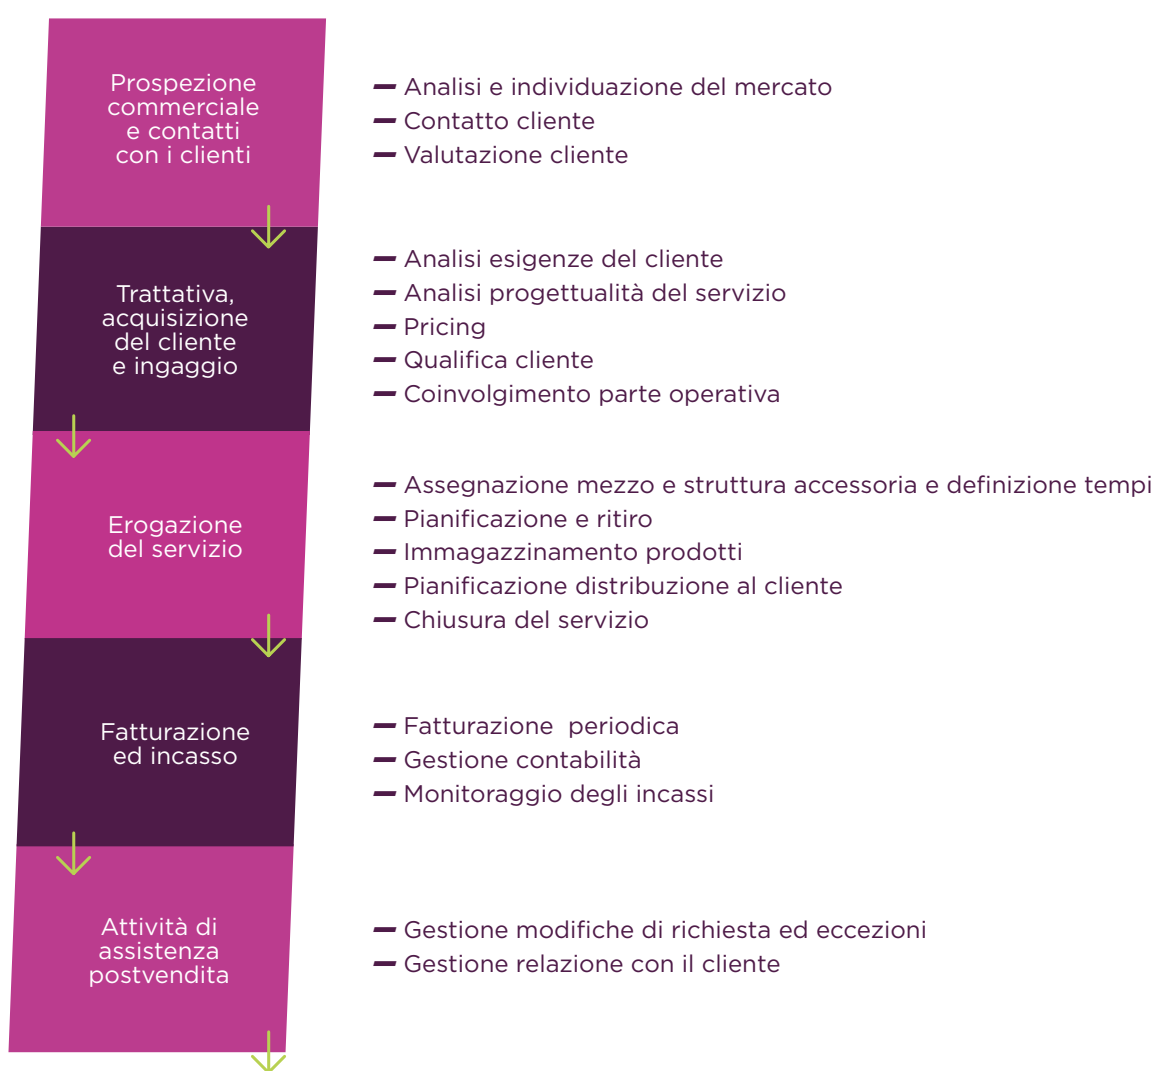 Prospezione
commerciale
e contatti
con i clienti
— Analisi e individuazione del mercato
— Contatto cliente
— Valutazione cliente
Trattativa,
acquisizione
del cliente
e ingaggio
— Analisi esigenze del cliente
— Analisi progettualità del servizio
— Pricing
— Qualifica cliente
— Coinvolgimento parte operativa
Erogazione
del servizio
— Assegnazione mezzo e struttura accessoria e definizione tempi
— Pianificazione e ritiro
— Immagazzinamento prodotti
— Pianificazione distribuzione al cliente
— Chiusura del servizio
Fatturazione
ed incasso
— Fatturazione  periodica
— Gestione contabilità
— Monitoraggio degli incassi
Attività di
assistenza
postvendita
— Gestione modifiche di richiesta ed eccezioni
— Gestione relazione con il cliente